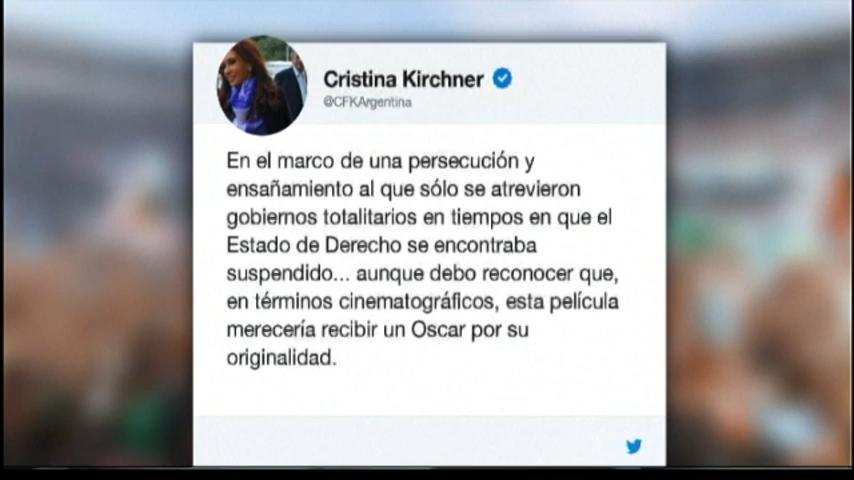 Cristina Kirchner
@CFKArgentina
En el marco de una persecución y
ensañamiento al que sólo se atrevieron
gobiernos totalitarios en tiempos en que el
Estado de Derecho se encontraba
suspendido... aunque debo reconocer que,
en términos cinematográficos, esta película
merecería recibir un Oscar por su
originalidad.